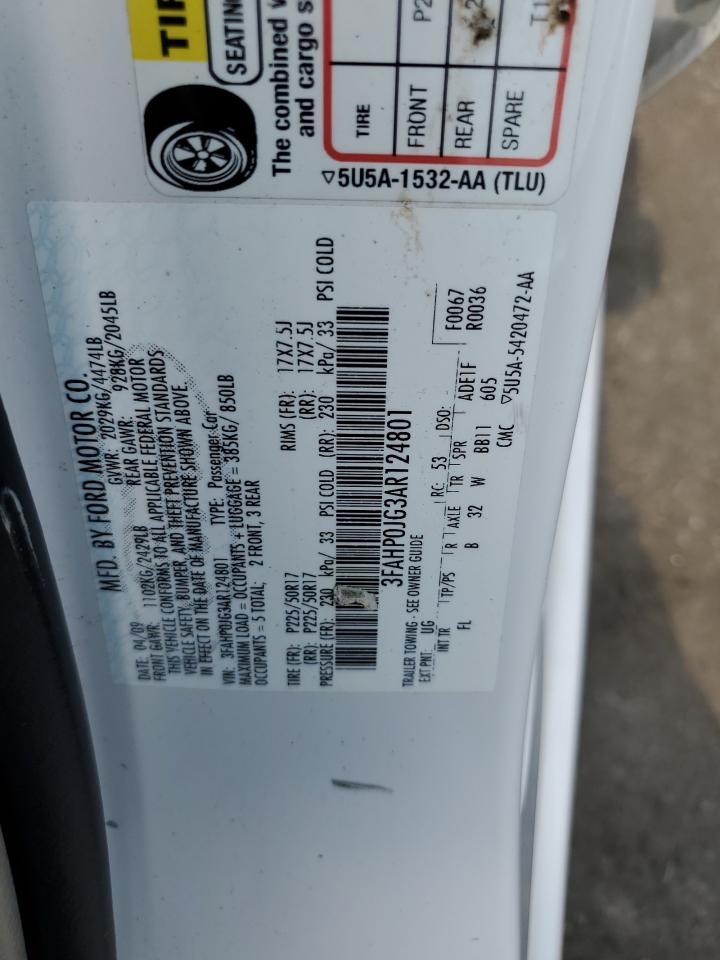 TIR
SEATING
The combined w
and cargo s
TIRE
FRONT P2
REAR 2
SPARE T1
▽5U5A-1532-AA (TLU)
MFD. BY FORD MOTOR CO.
DATE: 04/09 GVWR: 2029KG/4474LB
FRONT GAWR: 1102KG/2429LB REAR GAWR: 928KG/2045LB
THIS VEHICLE CONFORMS TO ALL APPLICABLE FEDERAL MOTOR
VEHICLE SAFETY, BUMPER, AND THEFT PREVENTION STANDARDS
IN EFFECT ON THE DATE OF MANUFACTURE SHOWN ABOVE.
VIN: 3FAHP0JG3AR124801 TYPE: Passenger Car
MAXIMUM LOAD = OCCUPANTS + LUGGAGE = 385KG/ 850LB
OCCUPANTS = 5 TOTAL; 2 FRONT, 3 REAR
TIRE (FR): P225/50R17 RIMS (FR): 17X7.5J
(RR): P225/50R17 (RR): 17X7.5J
PRESSURE (FR): 230 kPa/ 33 PSI COLD (RR): 230 kPa/ 33 PSI COLD
3FAHP0JG3AR124801
TRAILER TOWING - SEE OWNER GUIDE
EXT PNT: UG RC: 53 DSO: F0067
INT TR TP/PS R AXLE TR SPR ADE1F R0036
FL B 32 W BB11 605
CMC ▽5U5A-5420472-AA